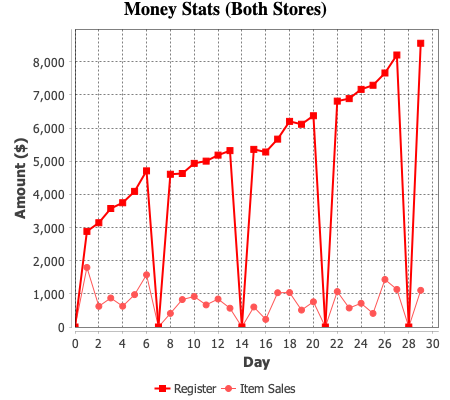 Money Stats (Both Stores)
Amount ($)
8,000
7,000
6,000
5,000
4,000
3,000
2,000
1,000
0
0 2 4 6 8 10 12 14 16 18 20 22 24 26 28 30
Day
Register Item Sales